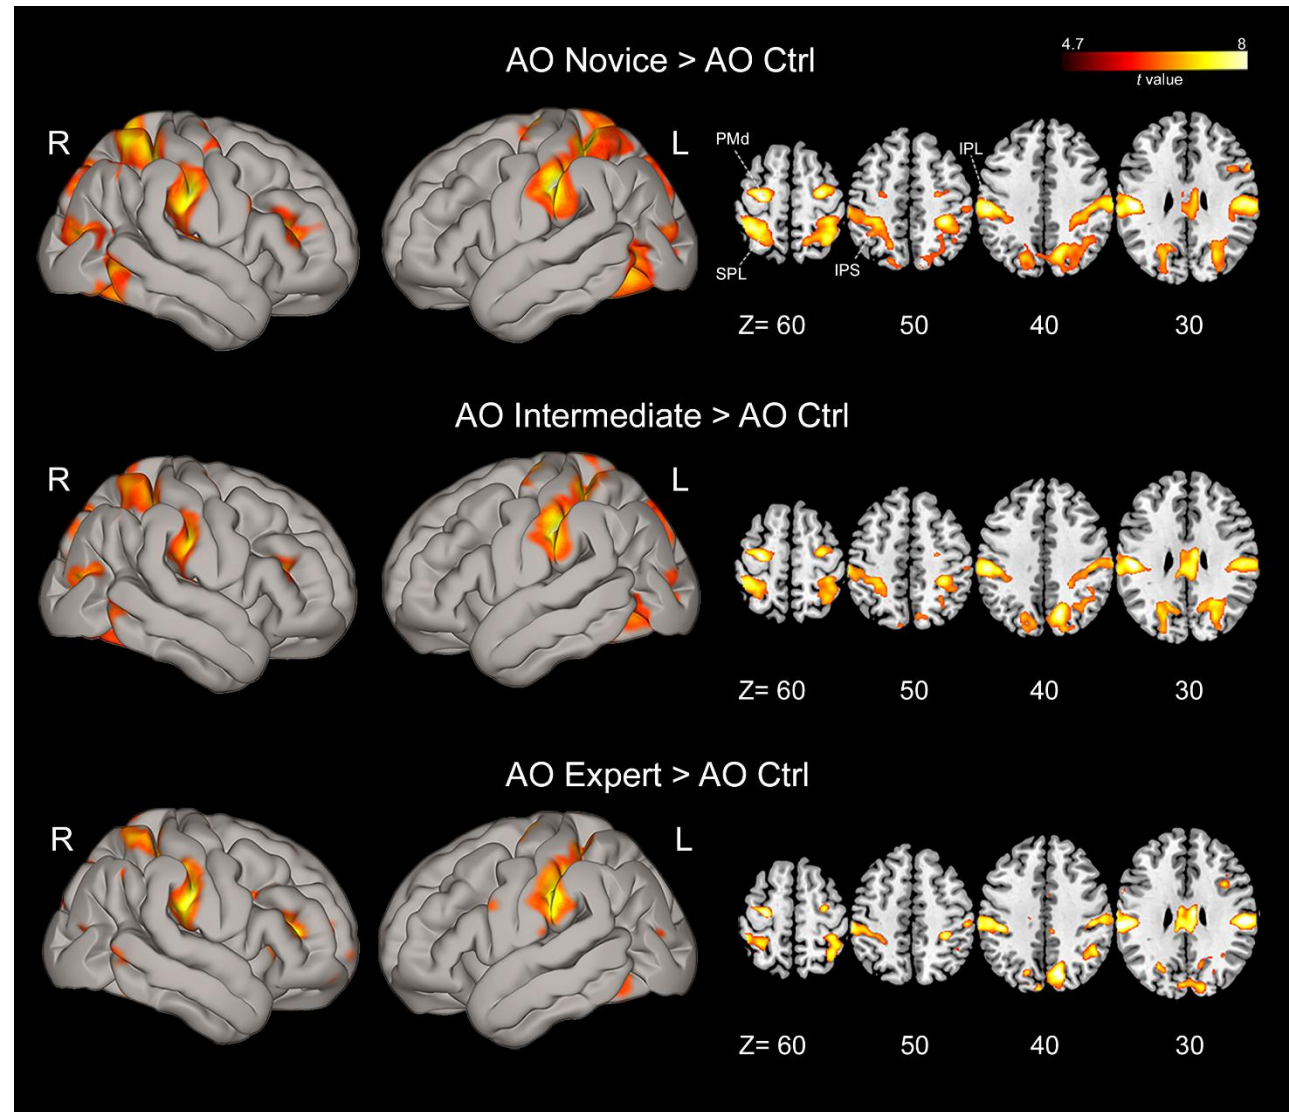 AO Novice > AO Ctrl
4.7 8
t value
R
L
PMd
SPL
IPS
IPL
Z= 60 50 40 30
AO Intermediate > AO Ctrl
R
L
Z= 60 50 40 30
AO Expert > AO Ctrl
R
L
Z= 60 50 40 30